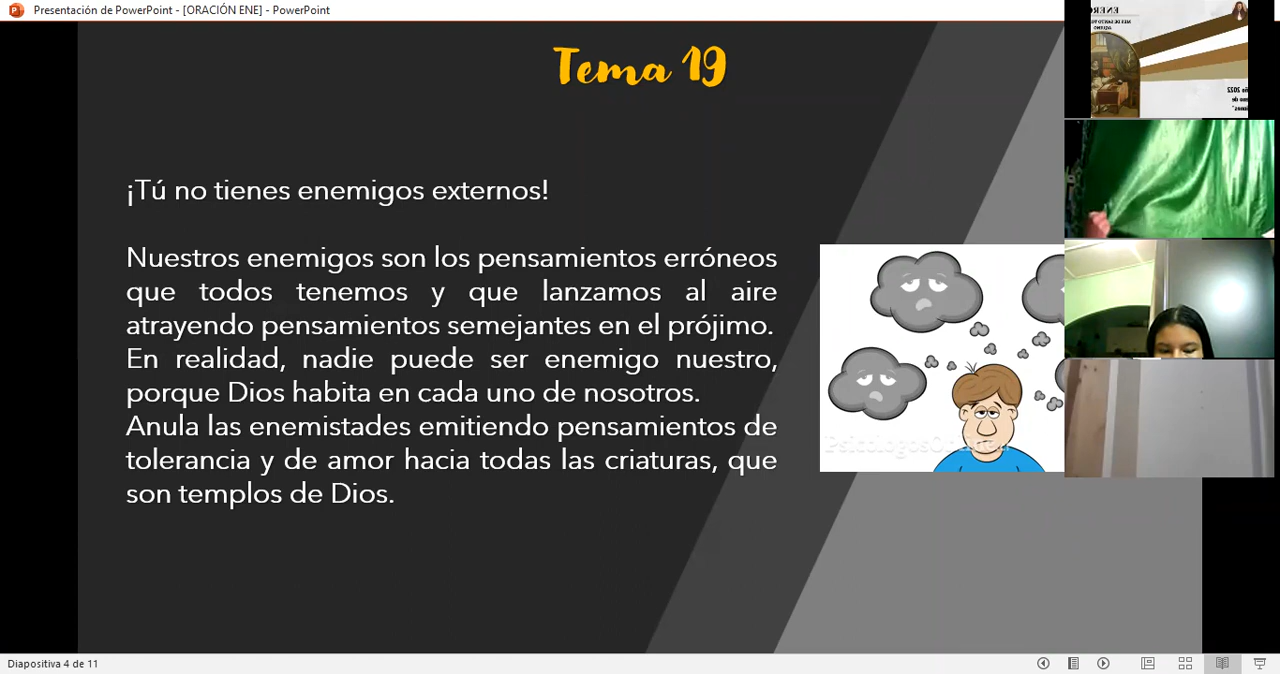 Presentación de PowerPoint - [ORACIÓN ENE] - PowerPoint
Tema 19
¡Tú no tienes enemigos externos!
Nuestros enemigos son los pensamientos erróneos
que todos tenemos y que lanzamos al aire
atrayendo pensamientos semejantes en el prójimo.
En realidad, nadie puede ser enemigo nuestro,
porque Dios habita en cada uno de nosotros.
Anula las enemistades emitiendo pensamientos de
tolerancia y de amor hacia todas las criaturas, que
son templos de Dios.
ENERO
2022
Diapositiva 4 de 11